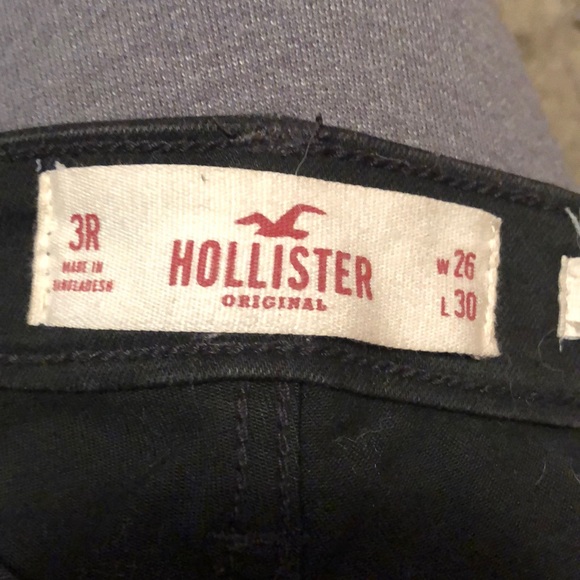 3R
MADE IN
BANGLADESH
HOLLISTER
ORIGINAL
W 26
L 30